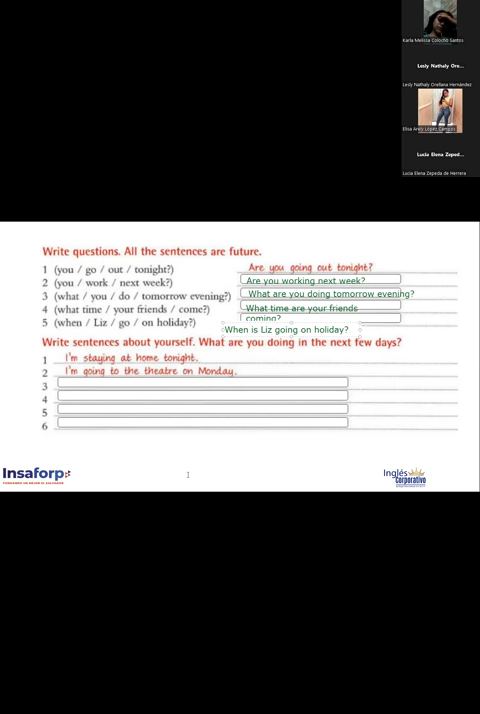 Karla Melissa Colocho Santos
Lesly Nathaly Ore...
Lesly Nathaly Orellana Hernández
Elisa Arely López Campos
Lucia Elena Zeped...
Lucia Elena Zepeda de Herrera
Write questions. All the sentences are future.
1 (you / go / out / tonight?) Are you going out tonight?
2 (you / work / next week?) Are you working next week?
3 (what / you / do / tomorrow evening?) What are you doing tomorrow evening?
4 (what time / your friends / come?) What time are your friends
coming?
5 (when / Liz / go / on holiday?)
When is Liz going on holiday?
Write sentences about yourself. What are you doing in the next few days?
1 I'm staying at home tonight.
2 I'm going to the theatre on Monday.
3
4
5
6
Insaforp
Inglés
Corporativo